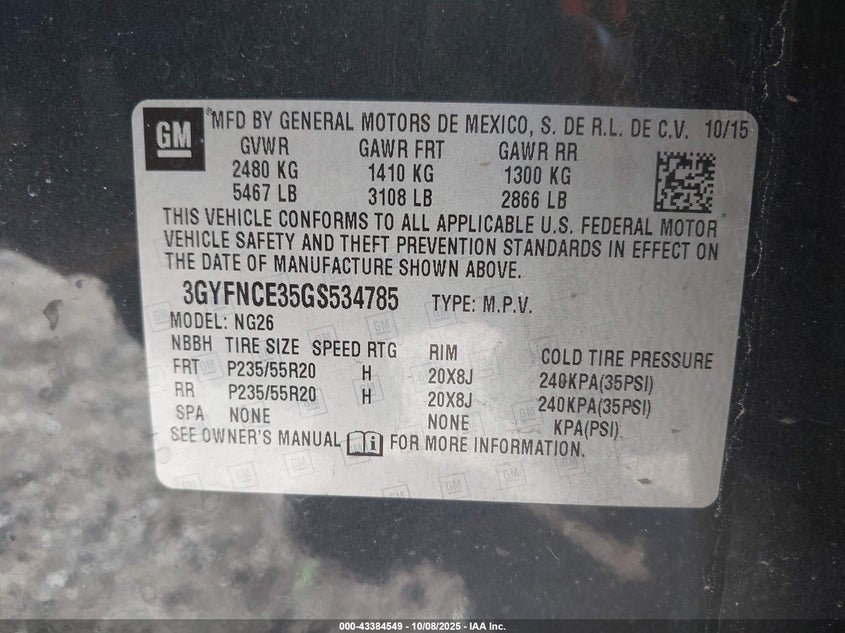 GM
MFD BY GENERAL MOTORS DE MEXICO, S. DE R.L. DE C.V. 10/15
GVWR GAWR FRT GAWR RR
2480 KG 1410 KG 1300 KG
5467 LB 3108 LB 2866 LB
THIS VEHICLE CONFORMS TO ALL APPLICABLE U.S. FEDERAL MOTOR
VEHICLE SAFETY AND THEFT PREVENTION STANDARDS IN EFFECT ON
THE DATE OF MANUFACTURE SHOWN ABOVE.
3GYFNCE35GS534785 TYPE: M.P.V.
MODEL: NG26
NBBH TIRE SIZE SPEED RTG RIM COLD TIRE PRESSURE
FRT P235/55R20 H 20X8J 240KPA(35PSI)
RR P235/55R20 H 20X8J 240KPA(35PSI)
SPA NONE NONE KPA(PSI)
SEE OWNER'S MANUAL FOR MORE INFORMATION.
000-43384549 | 10/08/2025 - IAA Inc.